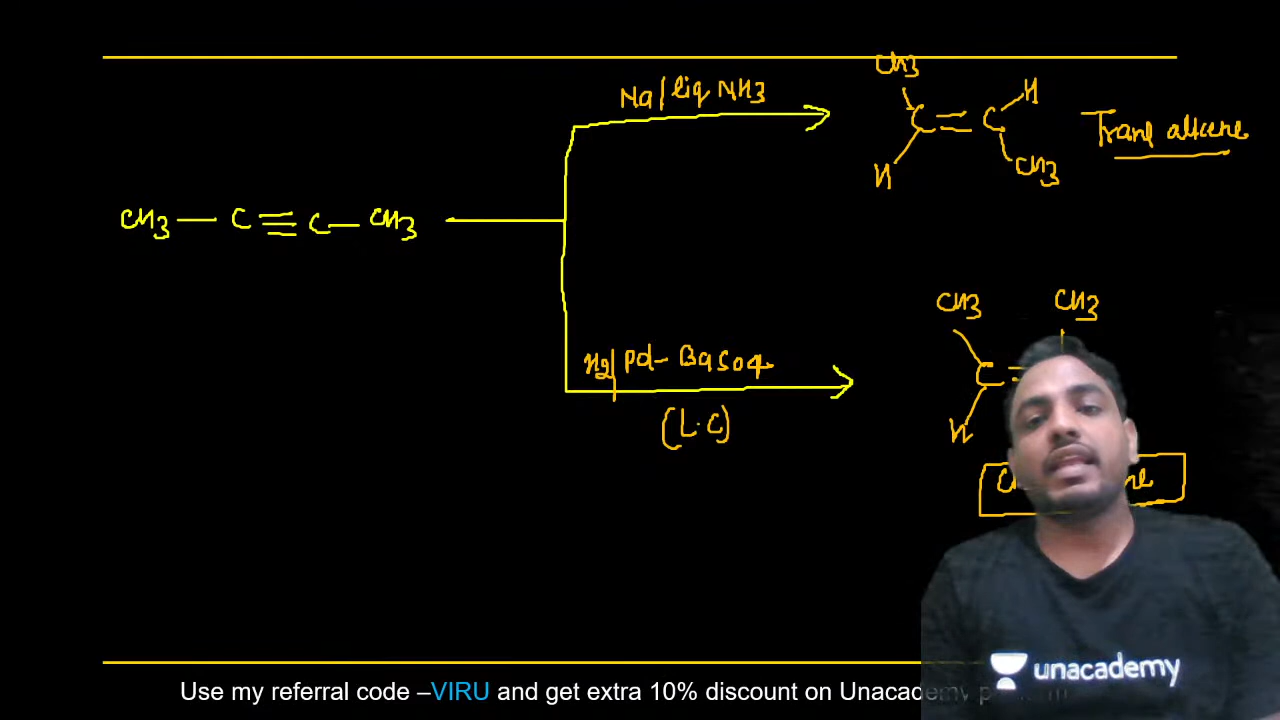 Na/liq NH3
CH3
C = C
H
H
CH3
Trans alkene
CH3 — C ≡ C — CH3
H2/Pd-BaSO4
(L.C)
CH3
CH3
C
H
unacademy
Use my referral code –VIRU and get extra 10% discount on Unacademy